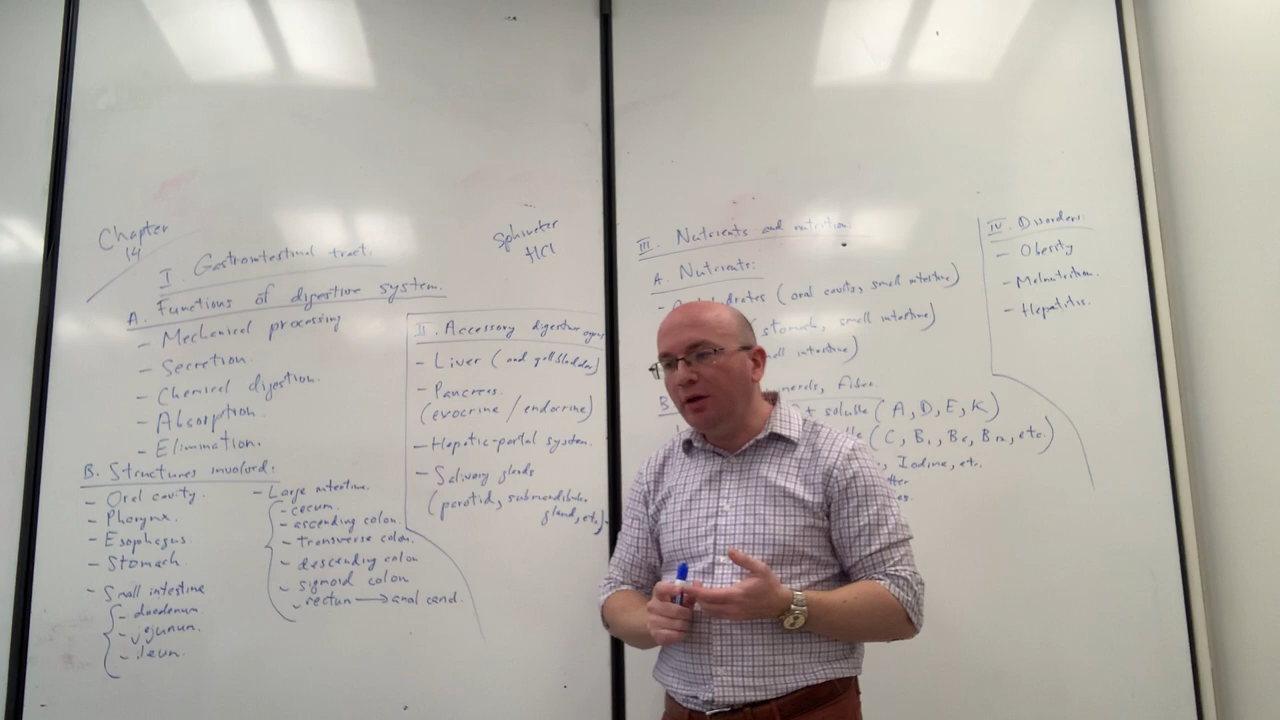 Chapter
14
I. Gastrointestinal tract.
A. Functions of digestive system.
- Mechanical processing
- Secretion.
- Chemical digestion.
- Absorption.
- Elimination.
B. Structures involved:
- Oral cavity.
- Pharynx.
- Esophagus.
- Stomach.
- Small intestine
- duodenum
- jejunum.
- ileum.
- Large intestine.
- cecum.
- ascending colon.
- transverse colon.
- descending colon
- sigmoid colon
- rectum → anal canal.
Sphincter
HCl
II. Accessory digestive organs
- Liver (and gallbladder)
- Pancreas.
(exocrine / endocrine)
- Hepatic-portal system.
- Salivary glands
(parotid, submandibular
gland, etc.)
III. Nutrients and nutrition.
A. Nutrients:
(oral cavity, small intestine)
stomach, small intestine)
intestine)
Fibre.
B
soluble (A, D, E, K)
(C, B1, B6, B12, etc.)
, Iodine, etc.
IV. Disorders:
- Obesity
- Malnutrition.
- Hepatitis.